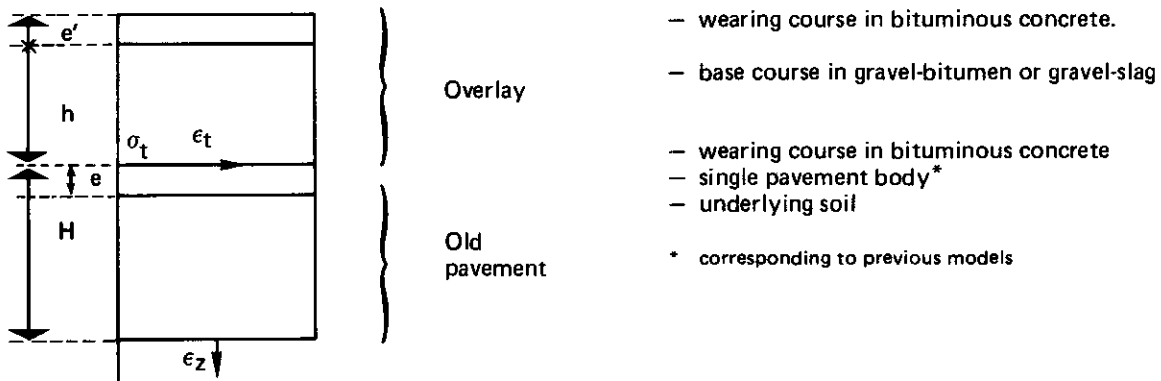 e′
h
σt
εt
e
H
εz
Overlay
Old
pavement
— wearing course in bituminous concrete.
— base course in gravel-bitumen or gravel-slag
— wearing course in bituminous concrete
— single pavement body*
— underlying soil
* corresponding to previous models